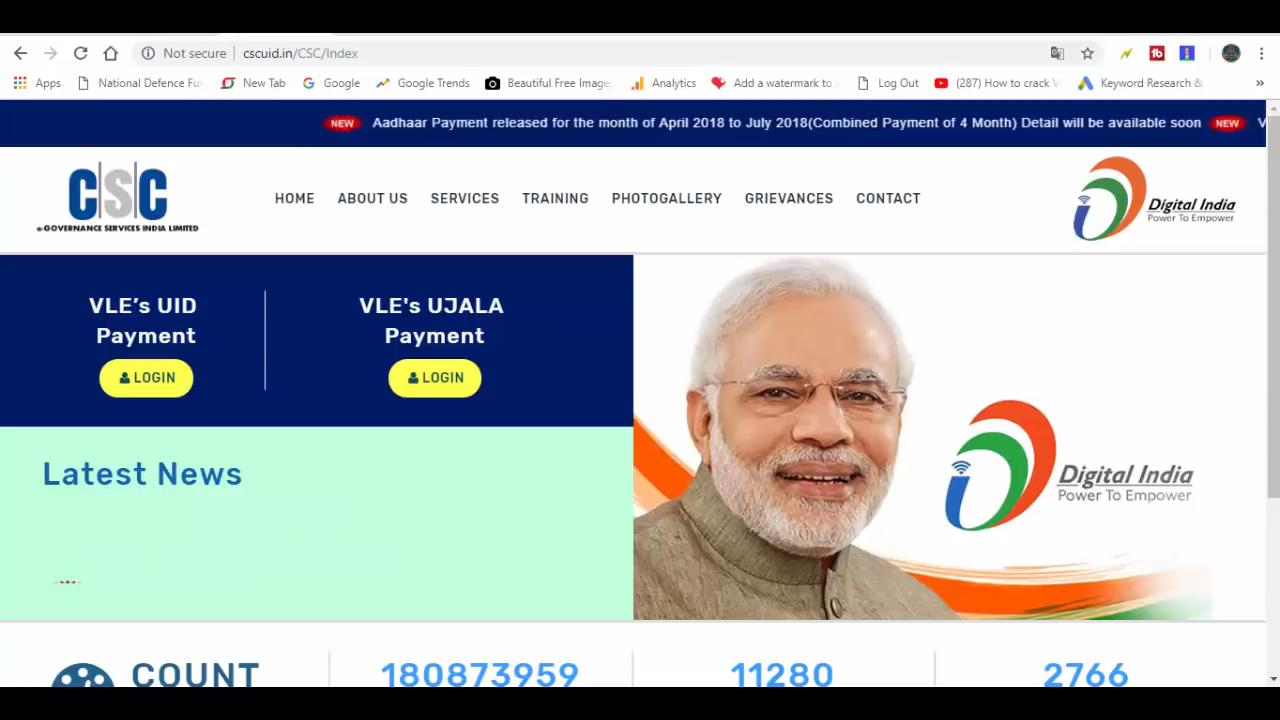 Not secure | cscuid.in/CSC/Index
Apps National Defence Fu New Tab Google Google Trends Beautiful Free Image Analytics Add a watermark to Log Out (287) How to crack V Keyword Research & »
NEW Aadhaar Payment released for the month of April 2018 to July 2018(Combined Payment of 4 Month) Detail will be available soon NEW V
CSC
e-GOVERNANCE SERVICES INDIA LIMITED
HOME ABOUT US SERVICES TRAINING PHOTOGALLERY GRIEVANCES CONTACT
Digital India
Power To Empower
VLE’s UID
Payment
LOGIN
VLE's UJALA
Payment
LOGIN
Latest News
Digital India
Power To Empower
COUNT 180873959 11280 2766